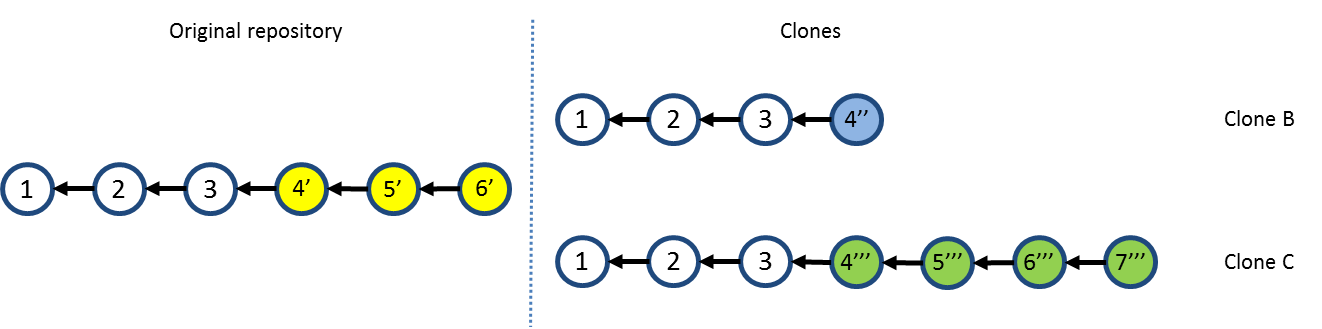 Original repository
Clones
1 2 3 4’’
Clone B
1 2 3 4’ 5’ 6’
1 2 3 4’’’ 5’’’ 6’’’ 7’’’
Clone C